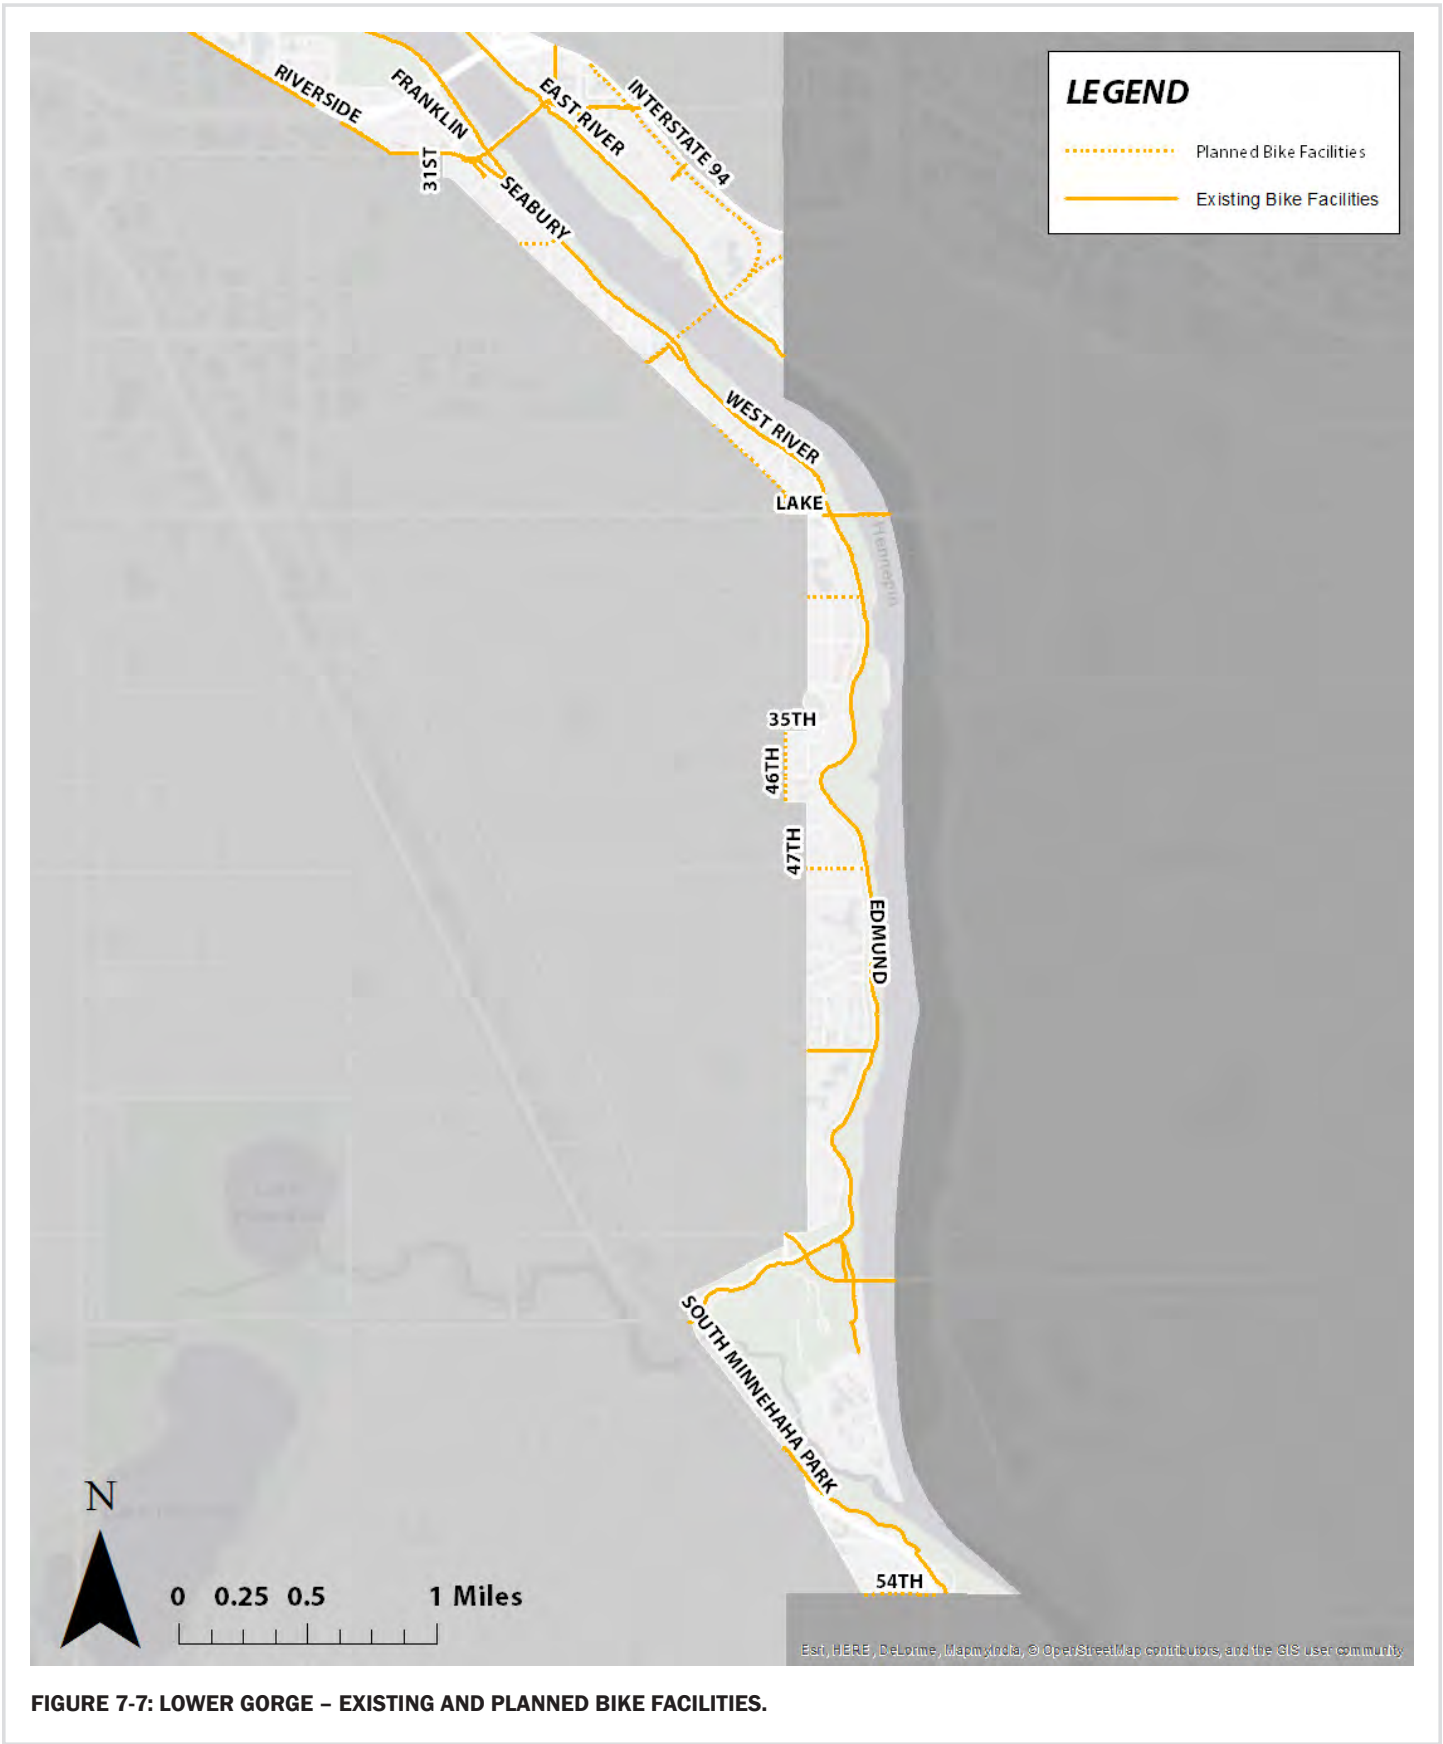 LEGEND
Planned Bike Facilities
Existing Bike Facilities
RIVERSIDE
FRANKLIN
EAST RIVER
INTERSTATE 94
31ST
SEABURY
WEST RIVER
LAKE
Hennepin
35TH
46TH
47TH
EDMUND
SOUTH MINNEHAHA PARK
54TH
N
0 0.25 0.5 1 Miles
Esri, HERE, DeLorme, MapmyIndia, © OpenStreetMap contributors, and the GIS user community
FIGURE 7-7: LOWER GORGE – EXISTING AND PLANNED BIKE FACILITIES.